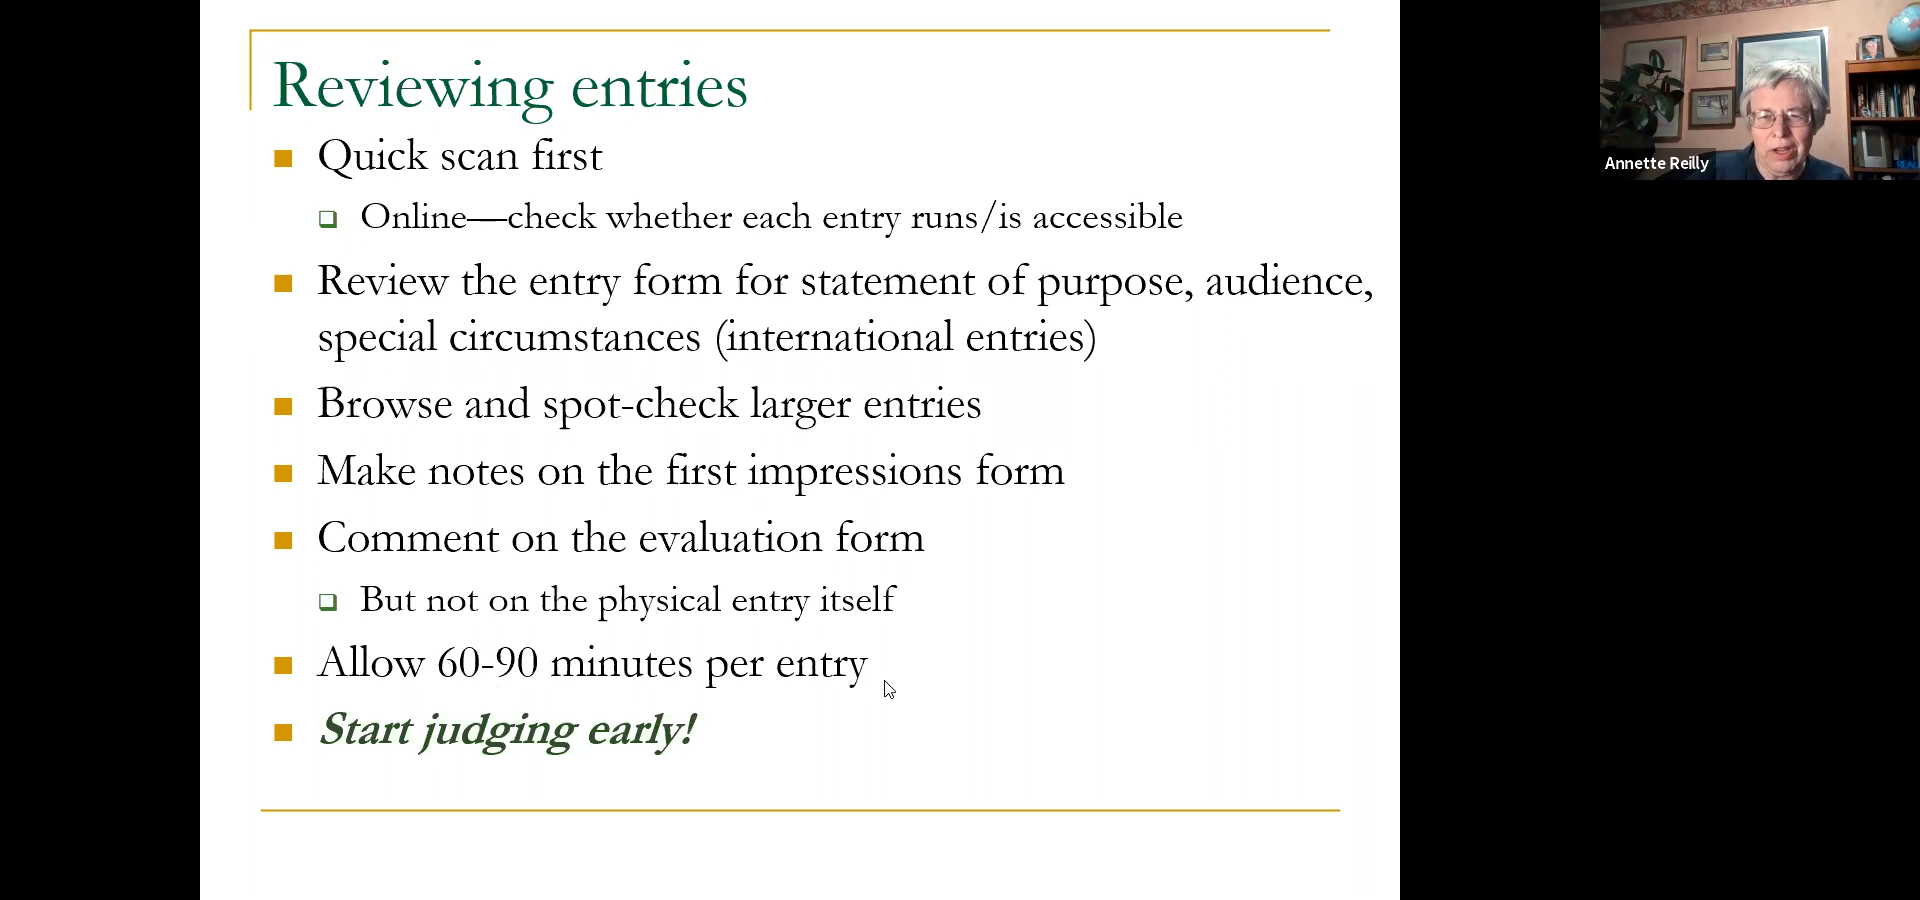 Reviewing entries
Quick scan first
Online—check whether each entry runs/is accessible
Review the entry form for statement of purpose, audience,
special circumstances (international entries)
Browse and spot-check larger entries
Make notes on the first impressions form
Comment on the evaluation form
But not on the physical entry itself
Allow 60-90 minutes per entry
Start judging early!
Annette Reilly